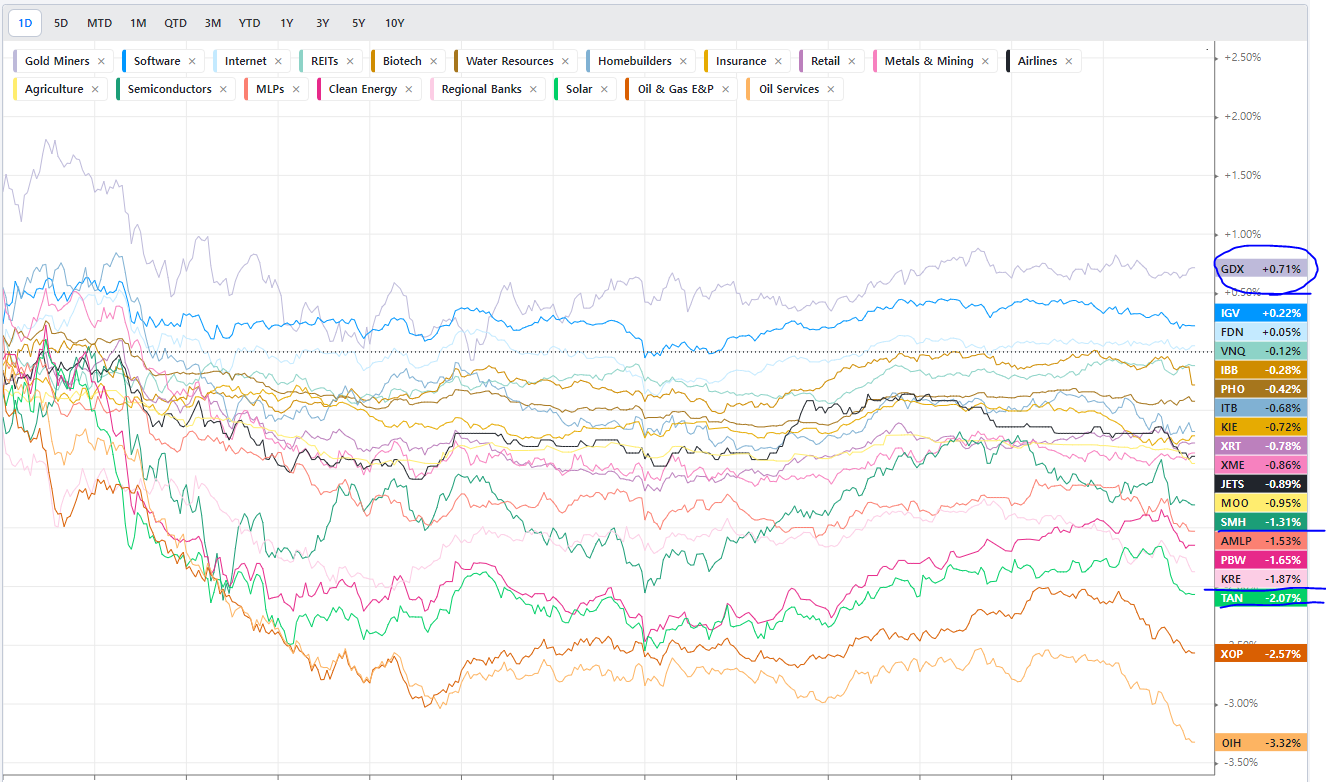 1D 5D MTD 1M QTD 3M YTD 1Y 3Y 5Y 10Y
Gold Miners × Software × Internet × REITs × Biotech × Water Resources × Homebuilders × Insurance × Retail × Metals & Mining × Airlines ×
Agriculture × Semiconductors × MLPs × Clean Energy × Regional Banks × Solar × Oil & Gas E&P × Oil Services ×
+2.50%
+2.00%
+1.50%
+1.00%
GDX +0.71%
+0.50%
IGV +0.22%
FDN +0.05%
VNQ -0.12%
IBB -0.28%
PHO -0.42%
ITB -0.68%
KIE -0.72%
XRT -0.78%
XME -0.86%
JETS -0.89%
MOO -0.95%
SMH -1.31%
AMLP -1.53%
PBW -1.65%
KRE -1.87%
TAN -2.07%
-2.50%
XOP -2.57%
-3.00%
OIH -3.32%
-3.50%